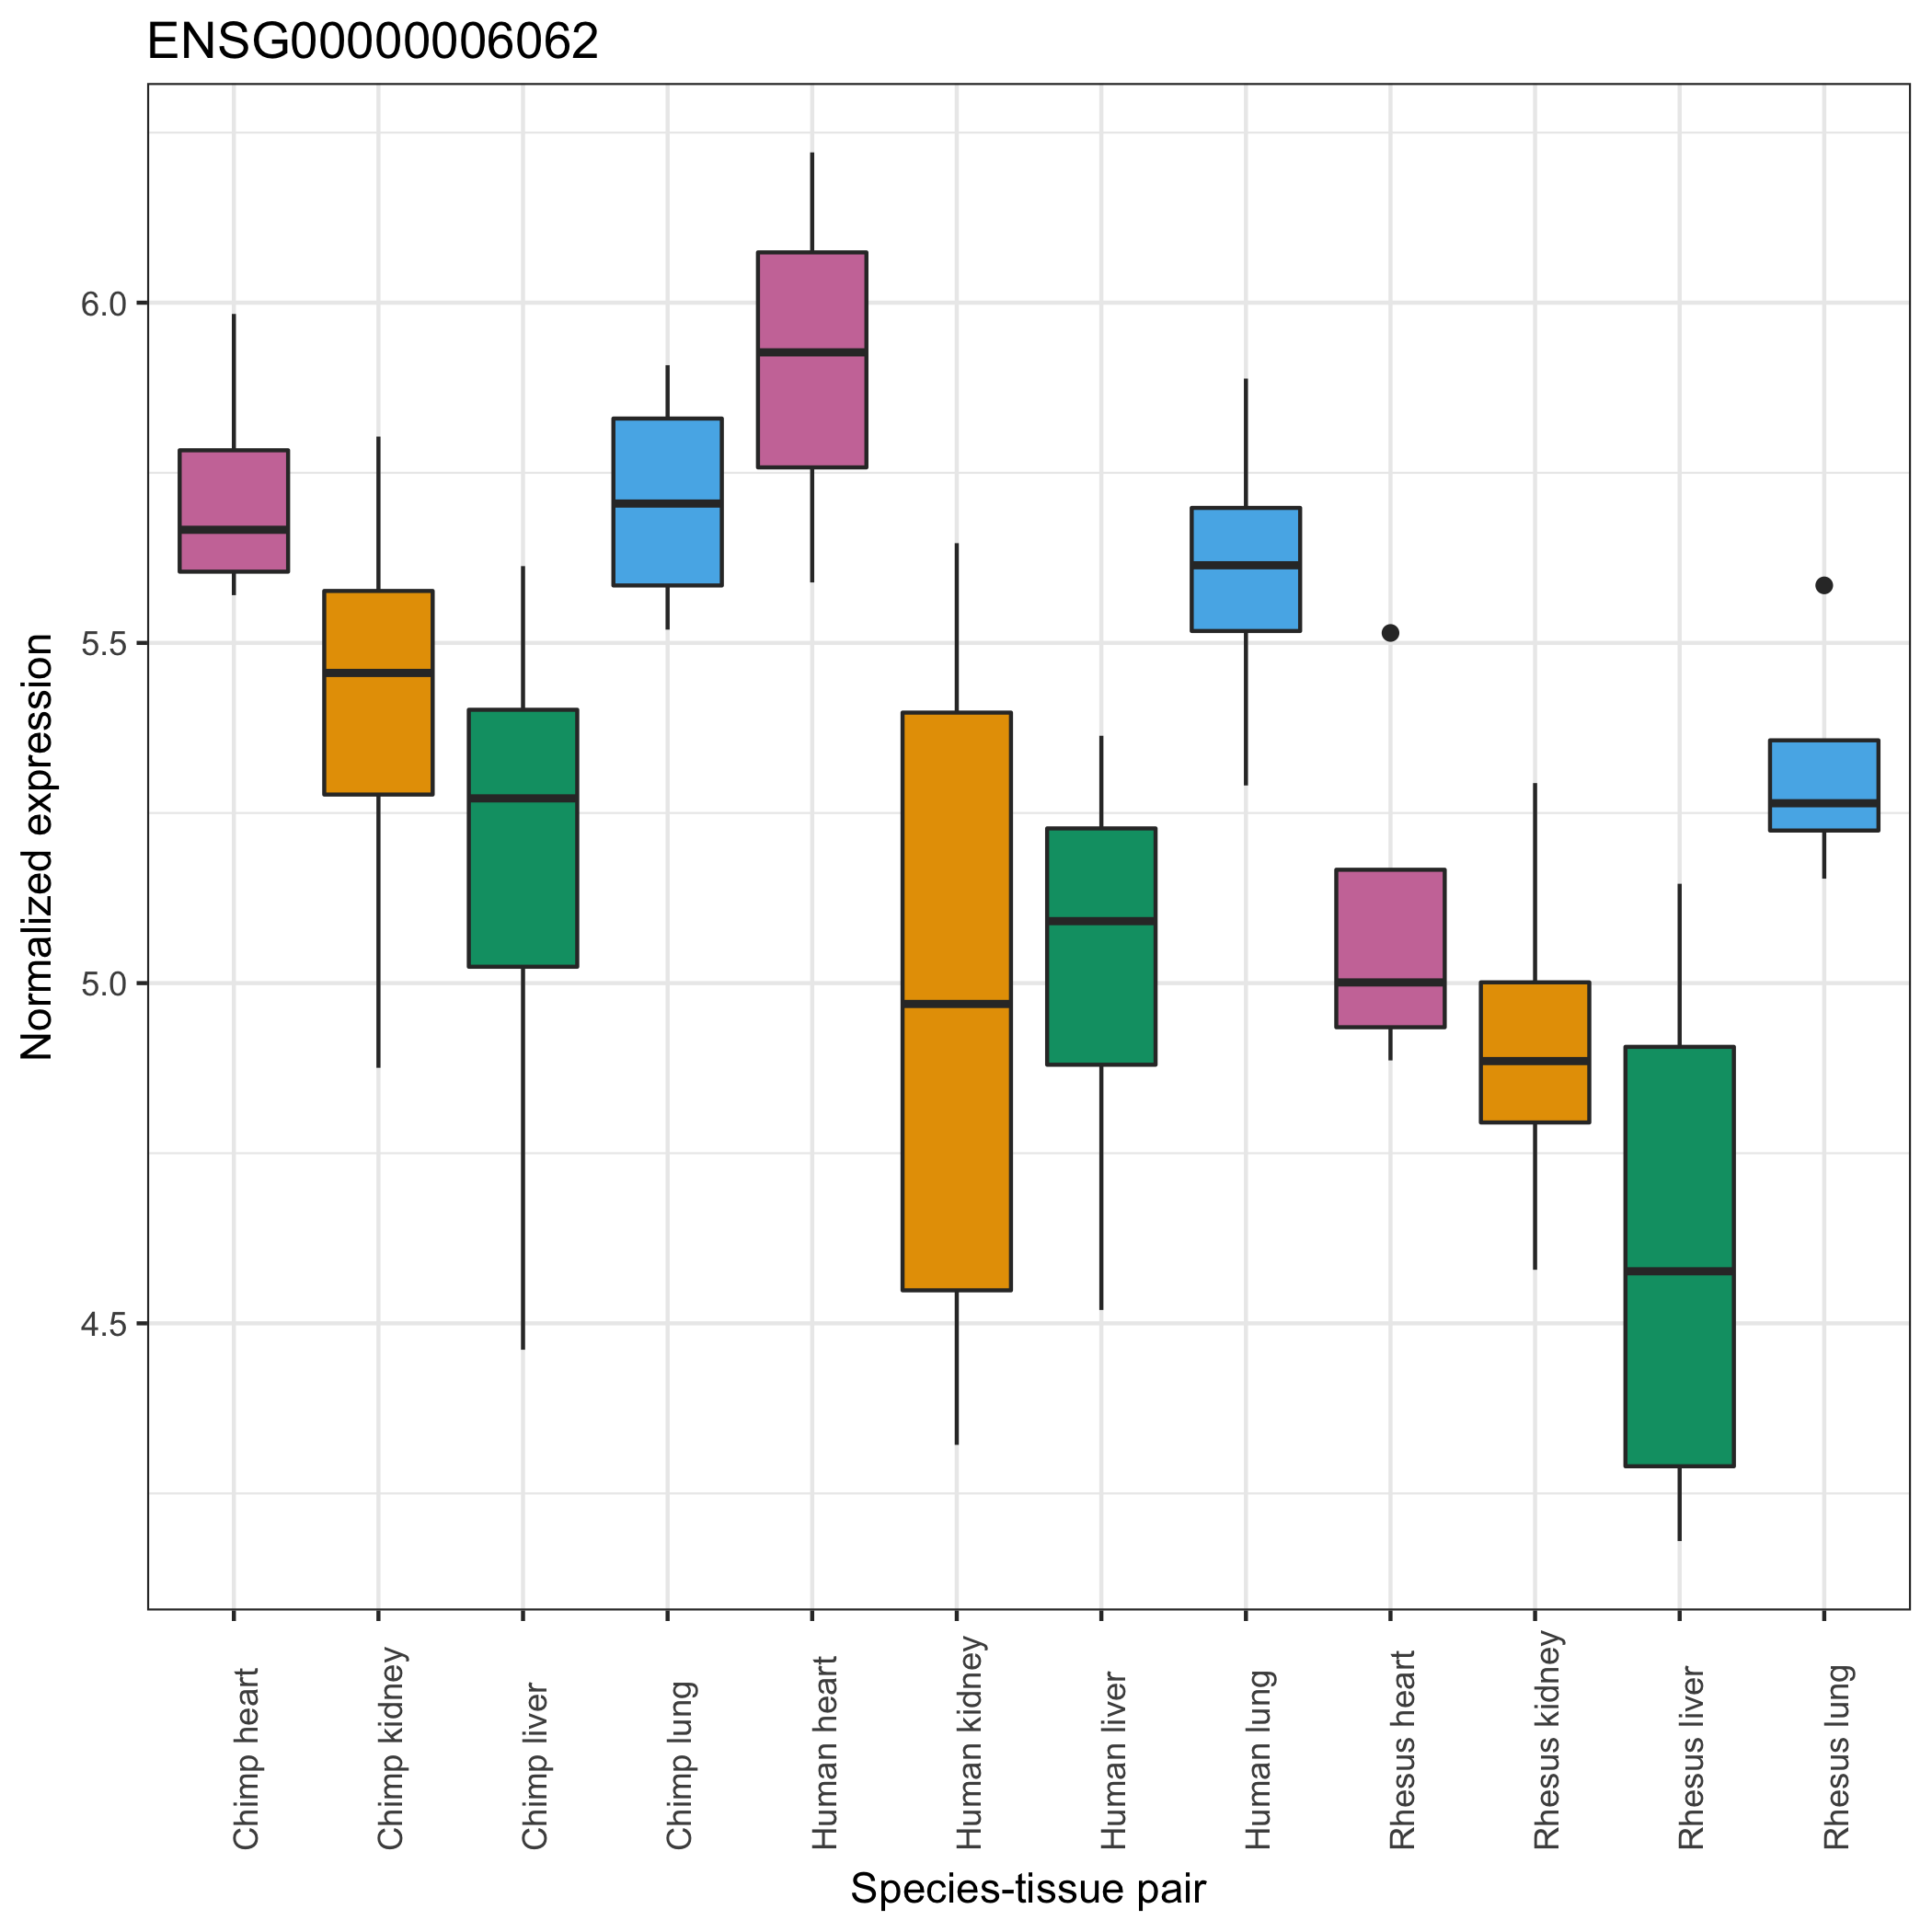 ENSG00000006062
Normalized expression
6.0
5.5
5.0
4.5
Chimp heart
Chimp kidney
Chimp liver
Chimp lung
Human heart
Human kidney
Human liver
Human lung
Rhesus heart
Rhesus kidney
Rhesus liver
Rhesus lung
Species-tissue pair